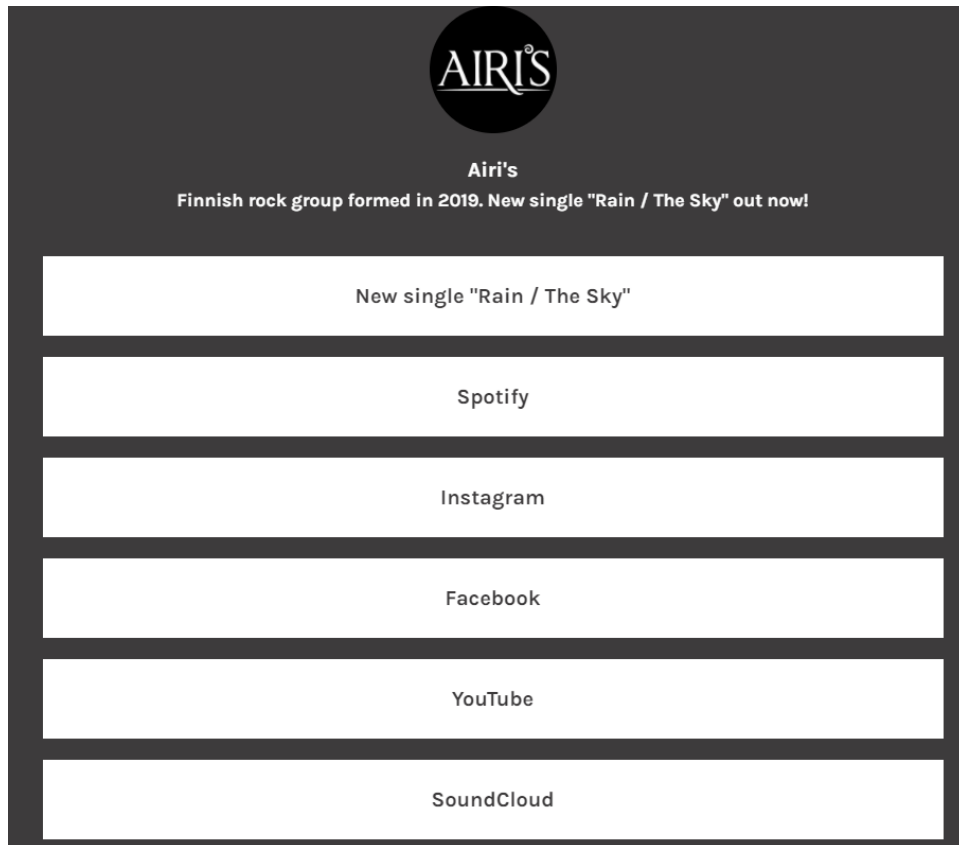 AIRI'S
Airi's
Finnish rock group formed in 2019. New single "Rain / The Sky" out now!
New single "Rain / The Sky"
Spotify
Instagram
Facebook
YouTube
SoundCloud